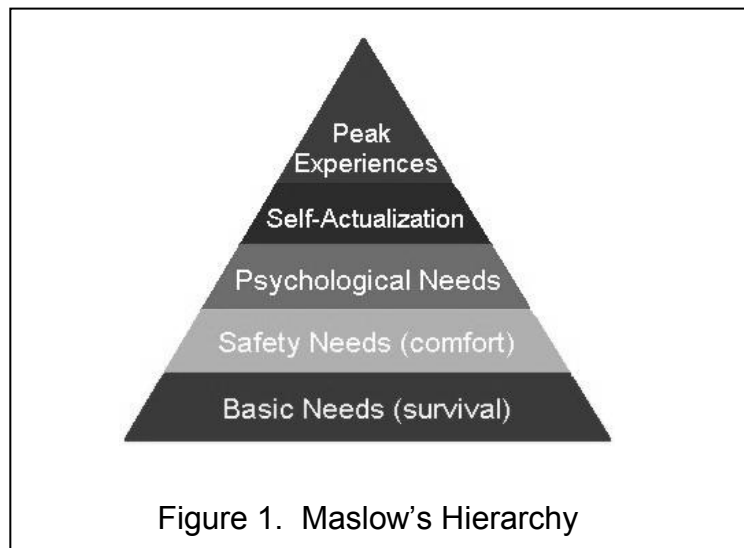 Peak
Experiences
Self-Actualization
Psychological Needs
Safety Needs (comfort)
Basic Needs (survival)
Figure 1.  Maslow’s Hierarchy